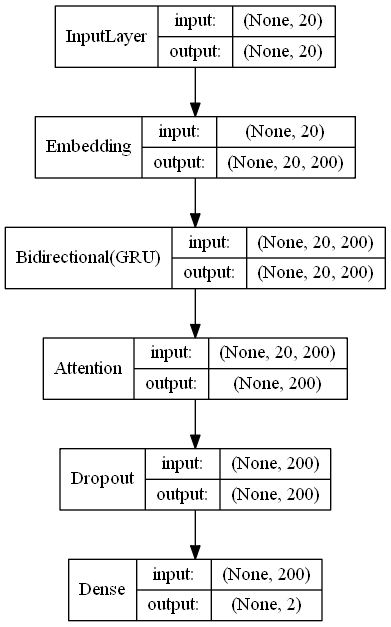 InputLayer
input: (None, 20)
output: (None, 20)
Embedding
input: (None, 20)
output: (None, 20, 200)
Bidirectional(GRU)
input: (None, 20, 200)
output: (None, 20, 200)
Attention
input: (None, 20, 200)
output: (None, 200)
Dropout
input: (None, 200)
output: (None, 200)
Dense
input: (None, 200)
output: (None, 2)